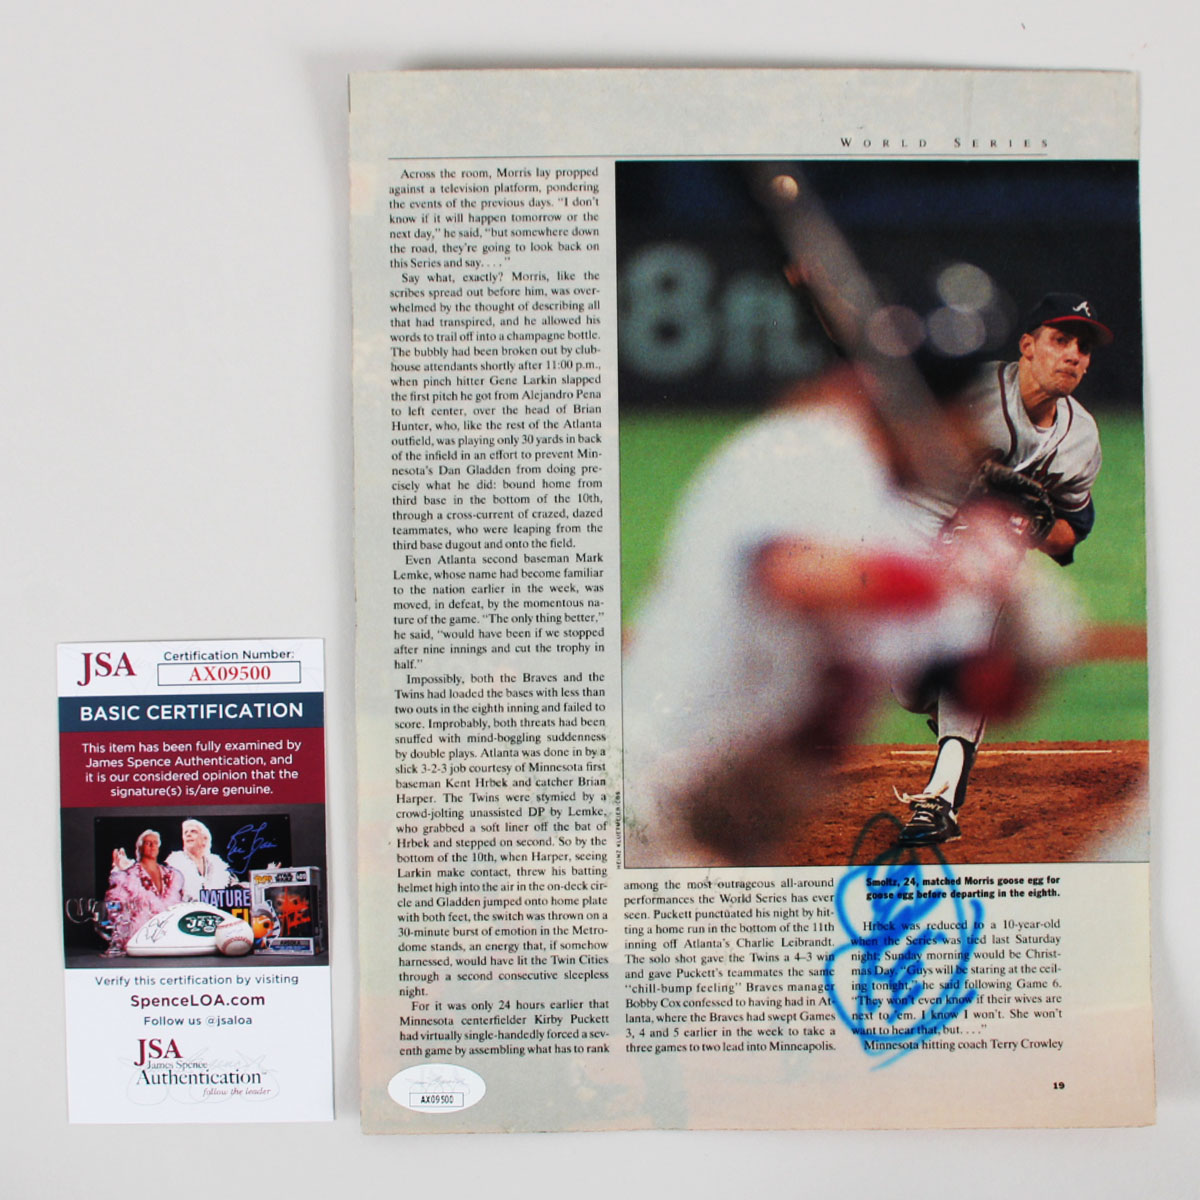 WORLD SERIES
Across the room, Morris lay propped
against a television platform, pondering
the events of the previous days. "I don't
know if it will happen tomorrow or the
next day," he said, "but somewhere down
the road, they're going to look back on
this Series and say. . . ."
Say what, exactly? Morris, like the
scribes spread out before him, was over-
whelmed by the thought of describing all
that had transpired, and he allowed his
words to trail off into a champagne bottle.
The bubbly had been broken out by club-
house attendants shortly after 11:00 p.m.,
when pinch hitter Gene Larkin slapped
the first pitch he got from Alejandro Pena
to left center, over the head of Brian
Hunter, who, like the rest of the Atlanta
outfield, was playing only 30 yards in back
of the infield in an effort to prevent Min-
nesota's Dan Gladden from doing pre-
cisely what he did: bound home from
third base in the bottom of the 10th,
through a cross-current of crazed, dazed
teammates, who were leaping from the
third base dugout and onto the field.
Even Atlanta second baseman Mark
Lemke, whose name had become familiar
to the nation earlier in the week, was
moved, in defeat, by the momentous na-
ture of the game. "The only thing better,"
he said, "would have been if we stopped
after nine innings and cut the trophy in
half."
Impossibly, both the Braves and the
Twins had loaded the bases with less than
two outs in the eighth inning and failed to
score. Improbably, both threats had been
snuffed with mind-boggling suddenness
by double plays. Atlanta was done in by a
slick 3-2-3 job courtesy of Minnesota first
baseman Kent Hrbek and catcher Brian
Harper. The Twins were stymied by a
crowd-jolting unassisted DP by Lemke,
who grabbed a soft liner off the bat of
Hrbek and stepped on second. So by the
bottom of the 10th, when Harper, seeing
Larkin make contact, threw his batting
helmet high into the air in the on-deck cir-
cle and Gladden jumped onto home plate
with both feet, the switch was thrown on a
30-minute burst of emotion in the Metro-
dome stands, an energy that, if somehow
harnessed, would have lit the Twin Cities
through a second consecutive sleepless
night.
For it was only 24 hours earlier that
Minnesota centerfielder Kirby Puckett
had virtually single-handedly forced a sev-
enth game by assembling what has to rank
HEINZ KLUETMEIER
among the most outrageous all-around
performances the World Series has ever
seen. Puckett punctuated his night by hit-
ting a home run in the bottom of the 11th
inning off Atlanta's Charlie Leibrandt.
The solo shot gave the Twins a 4–3 win
and gave Puckett's teammates the same
"chill-bump feeling" Braves manager
Bobby Cox confessed to having had in At-
lanta, where the Braves had swept Games
3, 4 and 5 earlier in the week to take a
three games to two lead into Minneapolis.
Smoltz, 24, matched Morris goose egg for
goose egg before departing in the eighth.
Hrbek was reduced to a 10-year-old
when the Series was tied last Saturday
night; Sunday morning would be Christ-
mas Day. "Guys will be staring at the ceil-
ing tonight," he said following Game 6.
"They won't even know if their wives are
next to 'em. I know I won't. She won't
want to hear that, but. . . ."
Minnesota hitting coach Terry Crowley
19
AX09500
JSA
Certification Number:
AX09500
BASIC CERTIFICATION
This item has been fully examined by
James Spence Authentication, and
it is our considered opinion that the
signature(s) is/are genuine.
NATURE
JETS
Verify this certification by visiting
SpenceLOA.com
Follow us @jsaloa
JSA
James Spence
Authentication
follow the leader